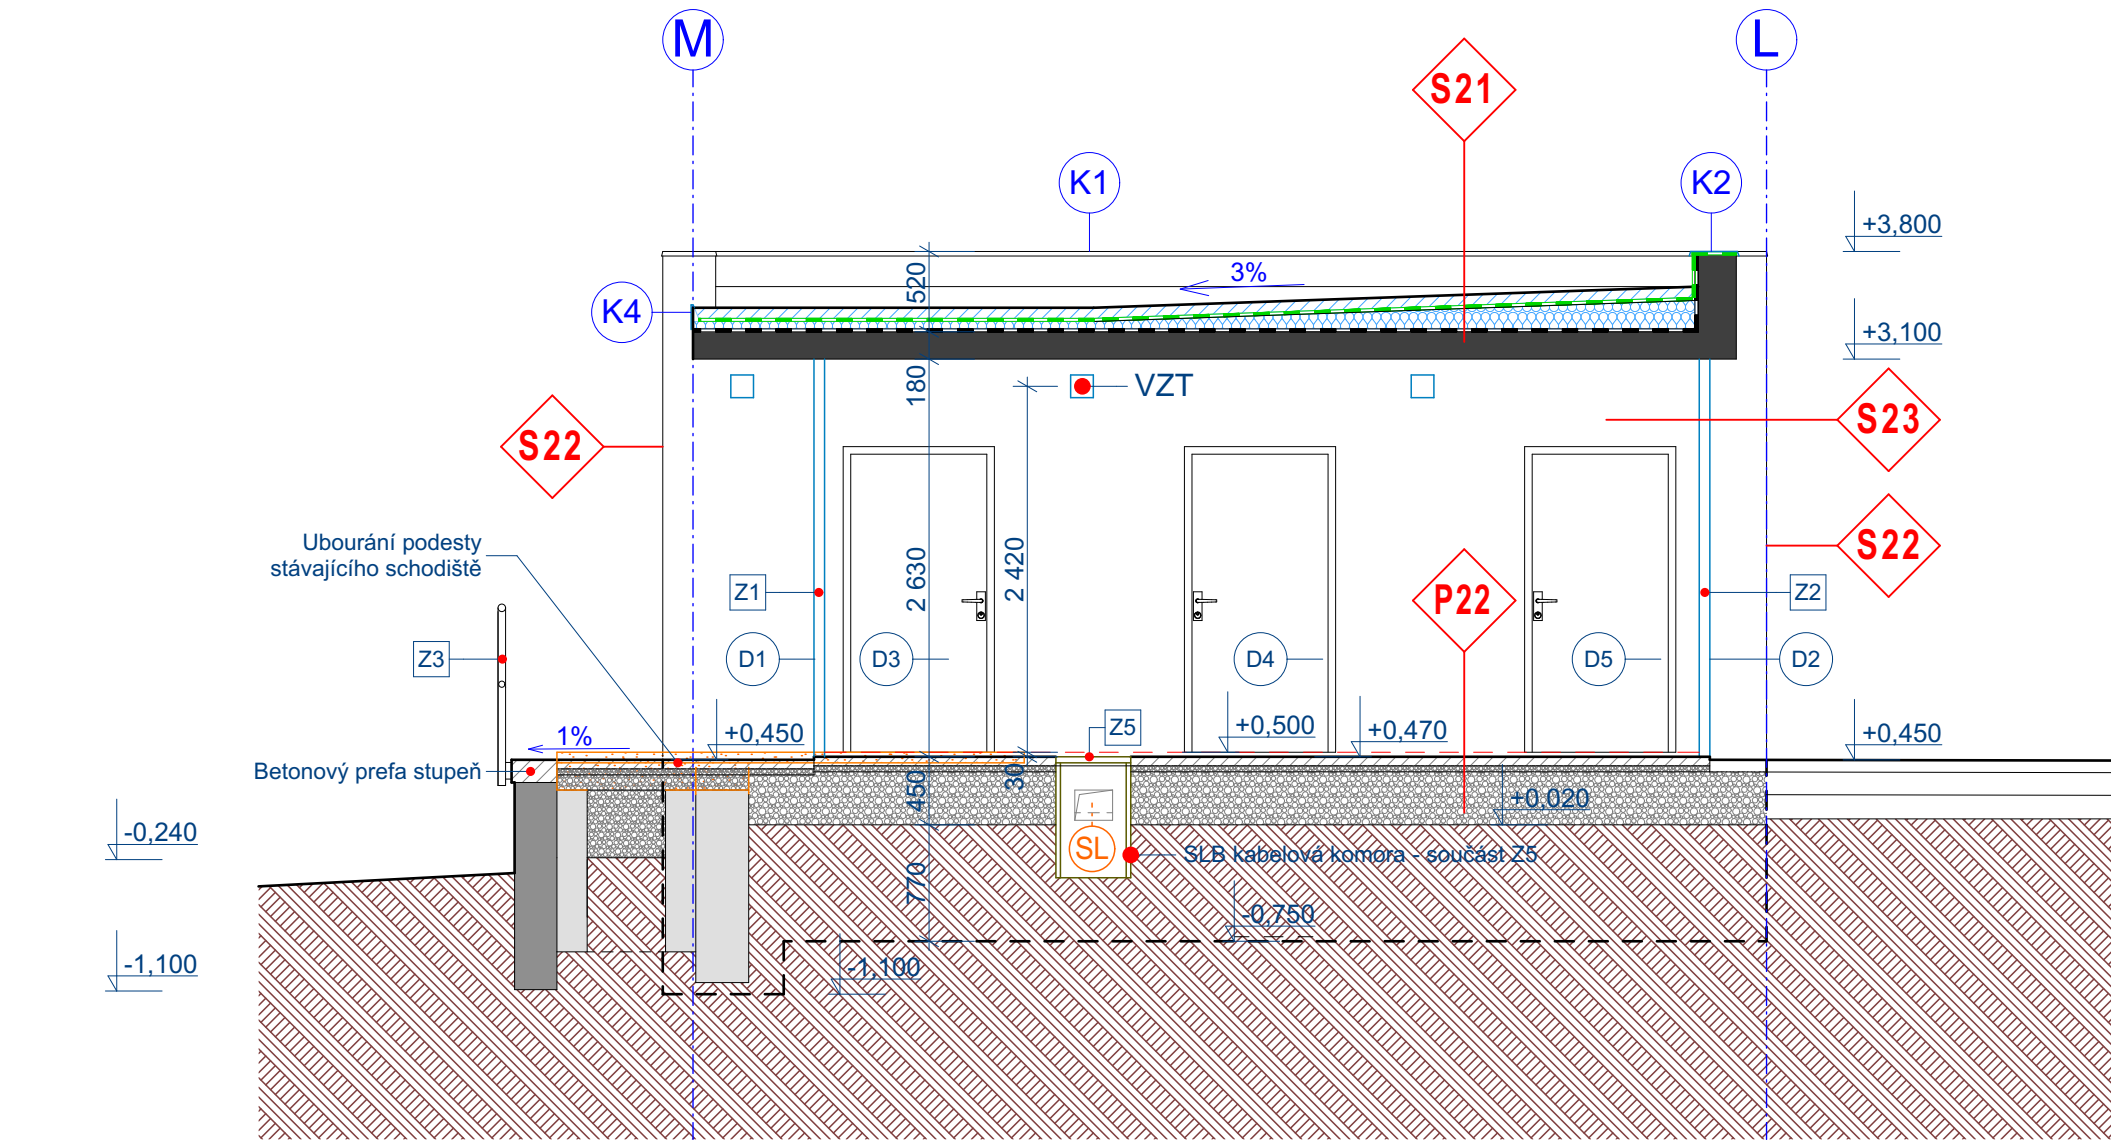 M
L
S21
K1
K2
+3,800
520
3%
K4
+3,100
180
VZT
S23
S22
Ubourání podesty
stávajícího schodiště
2 630
2 420
S22
Z1
P22
Z2
Z3
D1
D3
D4
D5
D2
1%
+0,450
Z5
+0,500
+0,470
+0,450
Betonový prefa stupeň
450
30
+0,020
-0,240
SL
SLB kabelová komora - součást Z5
770
-0,750
-1,100
-1,100